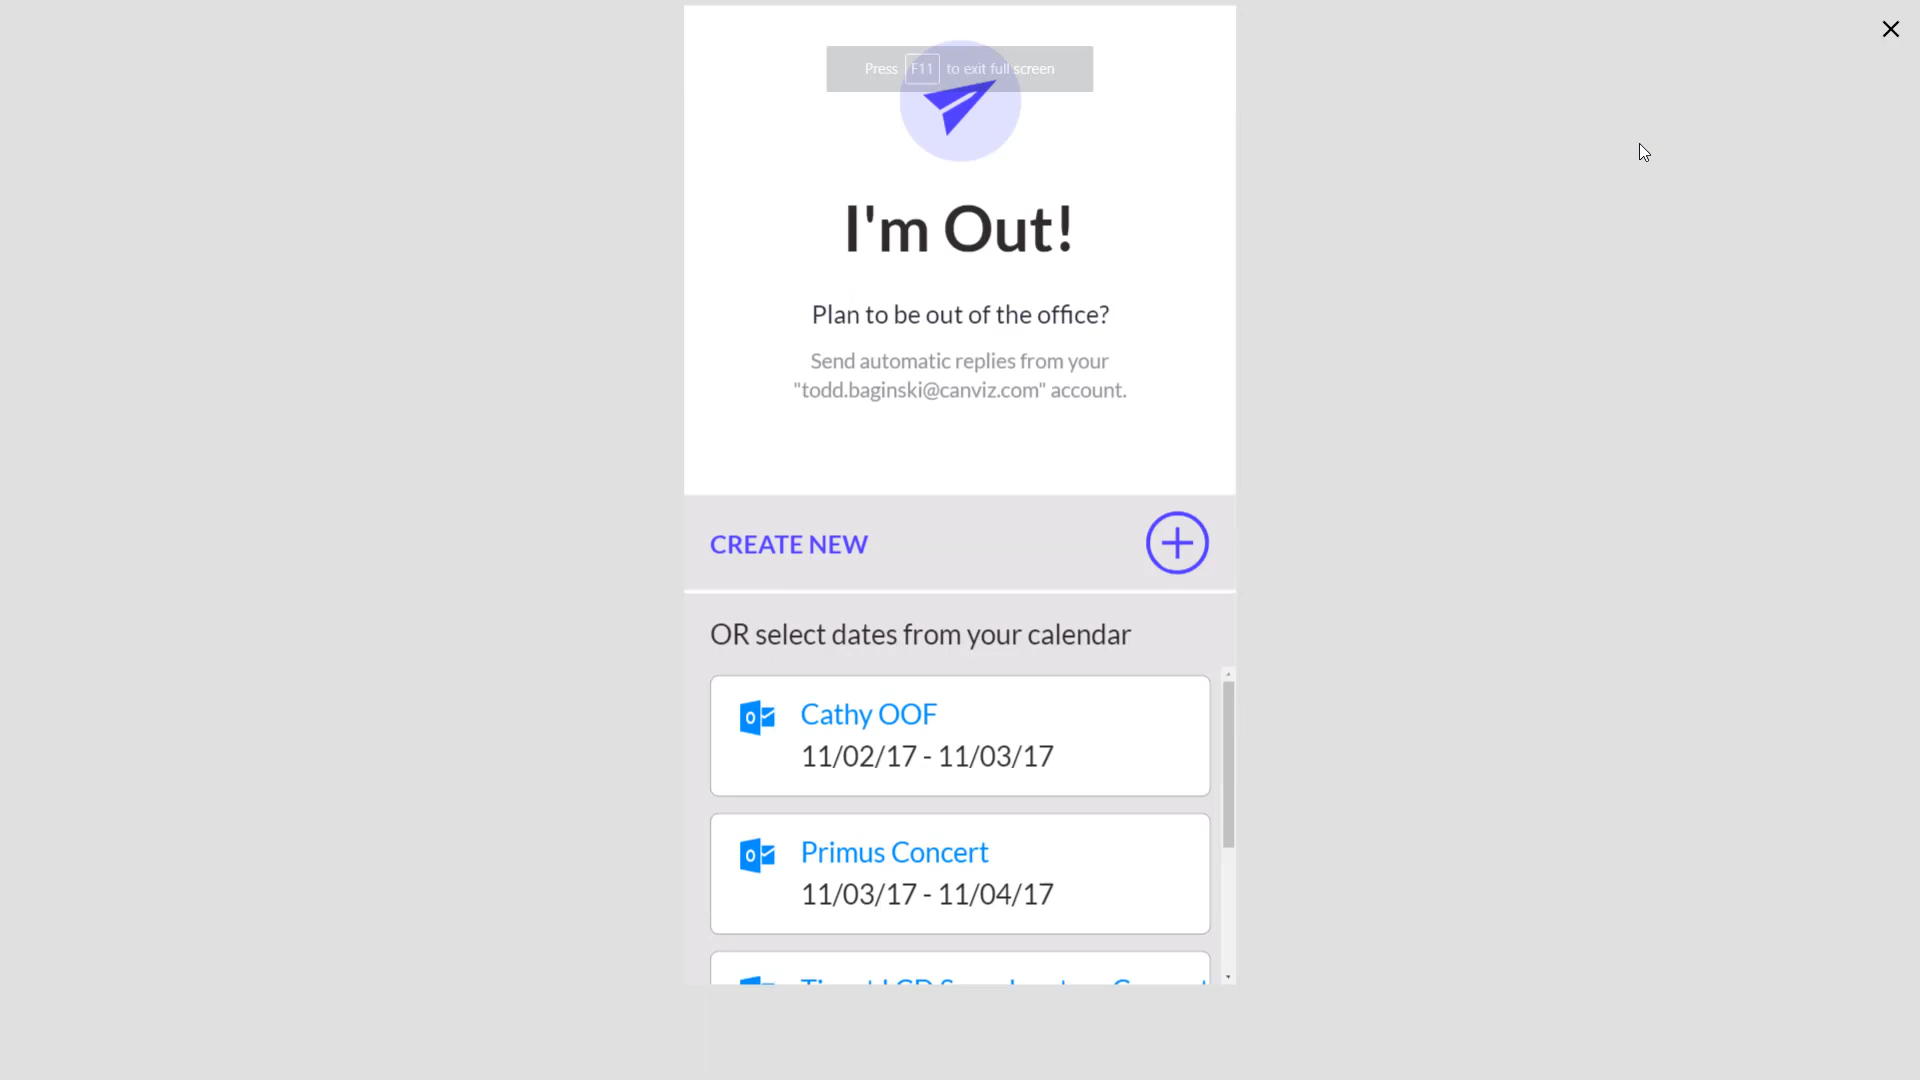 Press F11 to exit full screen
I'm Out!
Plan to be out of the office?
Send automatic replies from your
"todd.baginski@canviz.com" account.
CREATE NEW
OR select dates from your calendar
Cathy OOF
11/02/17 - 11/03/17
Primus Concert
11/03/17 - 11/04/17